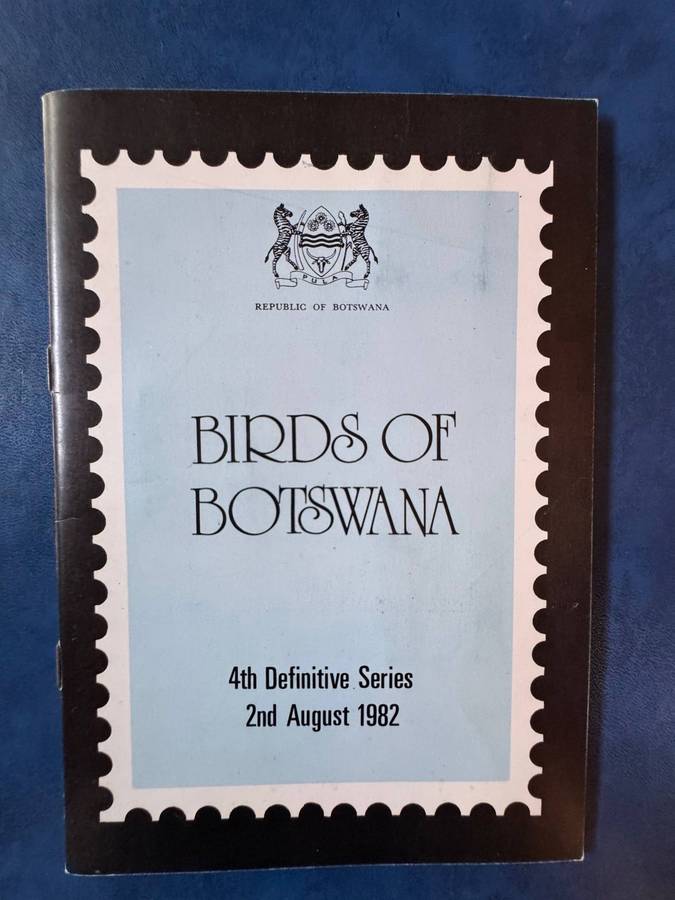 PULA
REPUBLIC OF BOTSWANA
BIRDS OF
BOTSWANA
4th Definitive Series
2nd August 1982